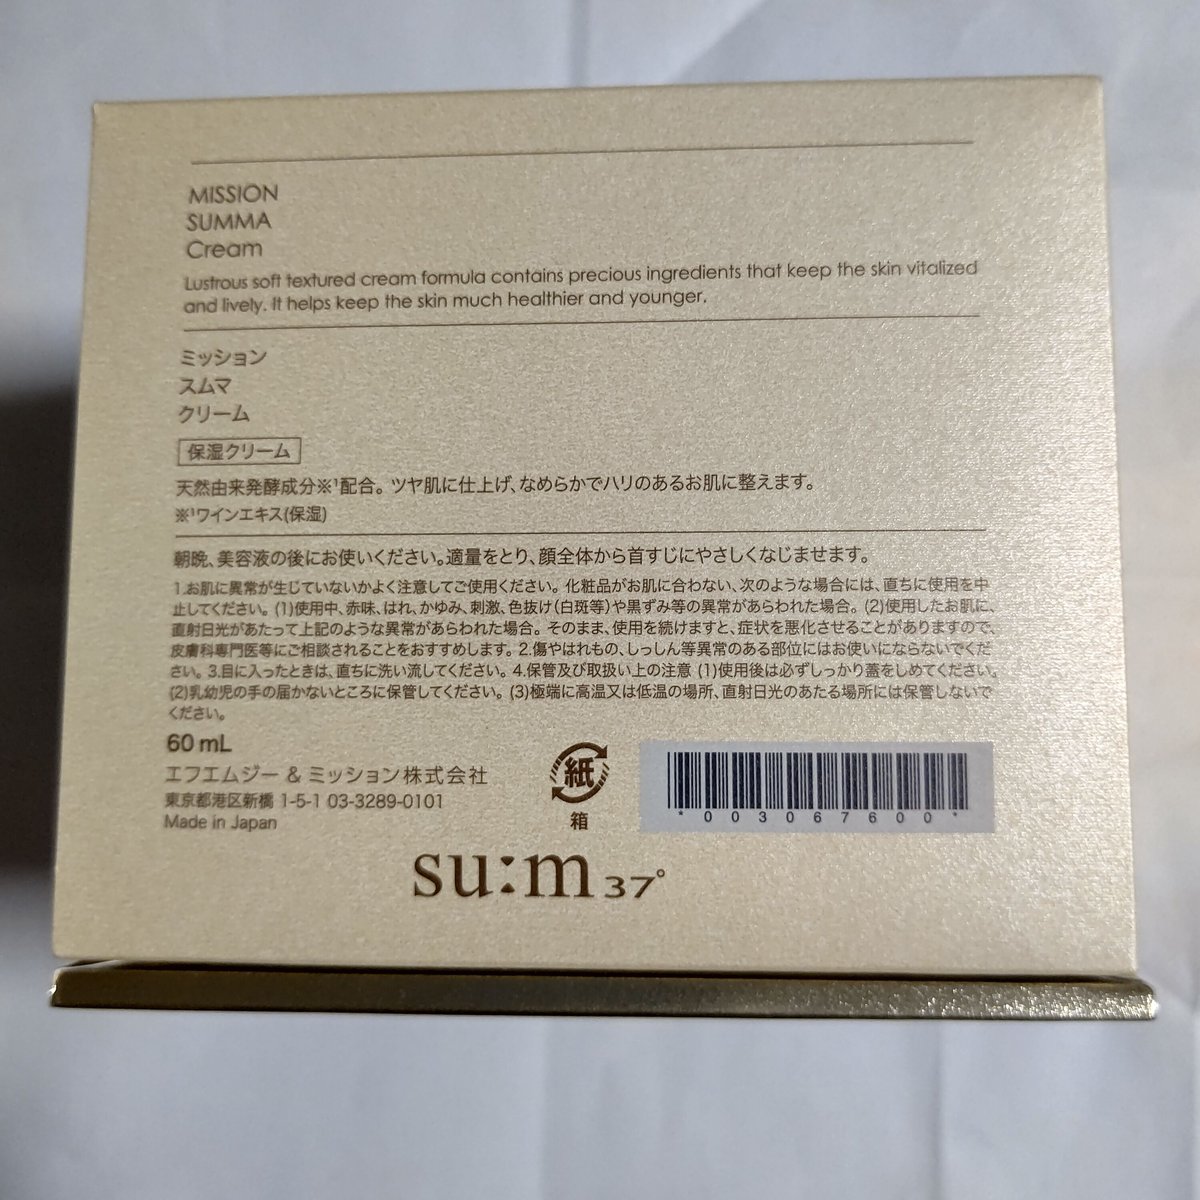 MISSION
SUMMA
Cream
Lustrous soft textured cream formula contains precious ingredients that keep the skin vitalized
and lively. It helps keep the skin much healthier and younger.
ミッション
スムマ
クリーム
保湿クリーム
天然由来発酵成分※1配合。ツヤ肌に仕上げ、なめらかでハリのあるお肌に整えます。
※1ワインエキス(保湿)
朝晩、美容液の後にお使いください。適量をとり、顔全体から首すじにやさしくなじませます。
1.お肌に異常が生じていないかよく注意してご使用ください。化粧品がお肌に合わない、次のような場合には、直ちに使用を中
止してください。(1)使用中、赤味、はれ、かゆみ、刺激、色抜け(白斑等)や黒ずみ等の異常があらわれた場合。(2)使用したお肌に、
直射日光があたって上記のような異常があらわれた場合。そのまま、使用を続けますと、症状を悪化させることがありますので、
皮膚科専門医等にご相談されることをおすすめします。2.傷やはれもの、しっしん等異常のある部位にはお使いにならないでくだ
さい。3.目に入ったときは、直ちに洗い流してください。4.保管及び取扱い上の注意 (1)使用後は必ずしっかり蓋をしめてください。
(2)乳幼児の手の届かないところに保管してください。(3)極端に高温又は低温の場所、直射日光のあたる場所には保管しないで
ください。
60 mL
エフエムジー & ミッション株式会社
東京都港区新橋 1-5-1 03-3289-0101
Made in Japan
紙
箱
*003067600*
su:m37°